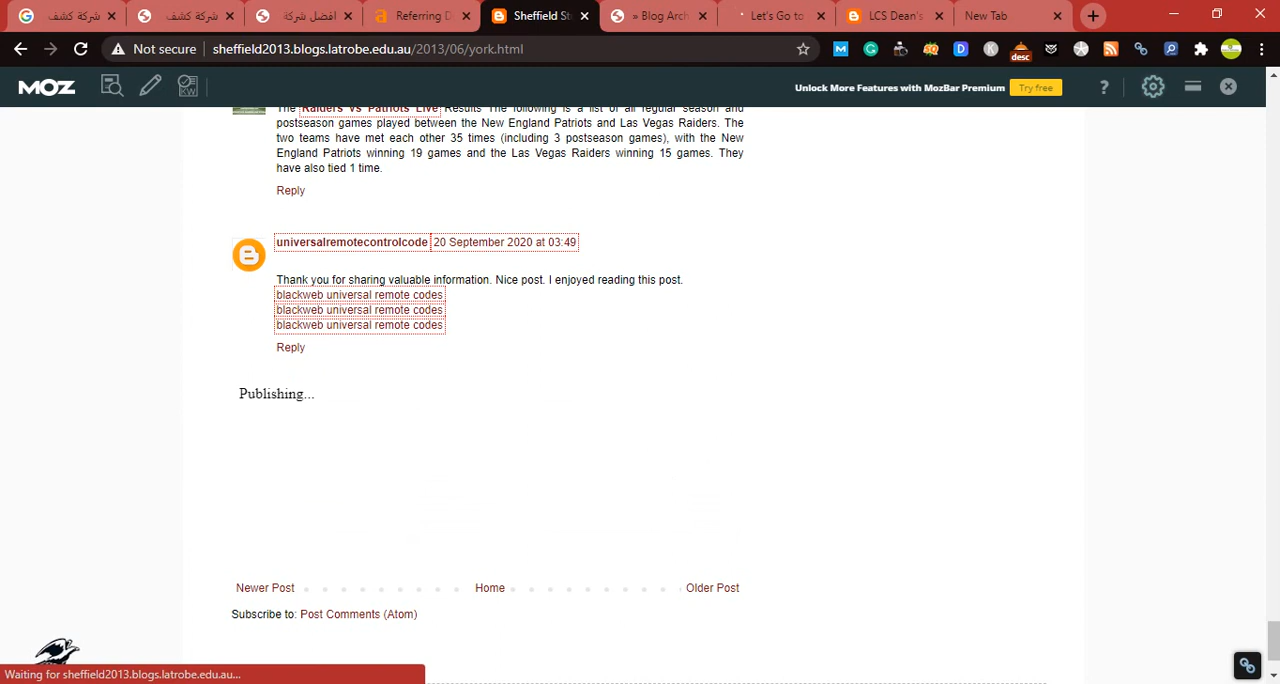 شركة كشف
شركة كشف
افضل شركة
Referring D
Sheffield St
» Blog Arch
Let's Go to
LCS Dean's
New Tab
Not secure
sheffield2013.blogs.latrobe.edu.au/2013/06/york.html
M
D
K
desc
MOZ
KW
Unlock More Features with MozBar Premium
Try free
?
The Raiders vs Patriots Live Results The following is a list of all regular season and
postseason games played between the New England Patriots and Las Vegas Raiders. The
two teams have met each other 35 times (including 3 postseason games), with the New
England Patriots winning 19 games and the Las Vegas Raiders winning 15 games. They
have also tied 1 time.
Reply
universalremotecontrolcode 20 September 2020 at 03:49
Thank you for sharing valuable information. Nice post. I enjoyed reading this post.
blackweb universal remote codes
blackweb universal remote codes
blackweb universal remote codes
Reply
Publishing...
Newer Post
Home
Older Post
Subscribe to: Post Comments (Atom)
Waiting for sheffield2013.blogs.latrobe.edu.au...